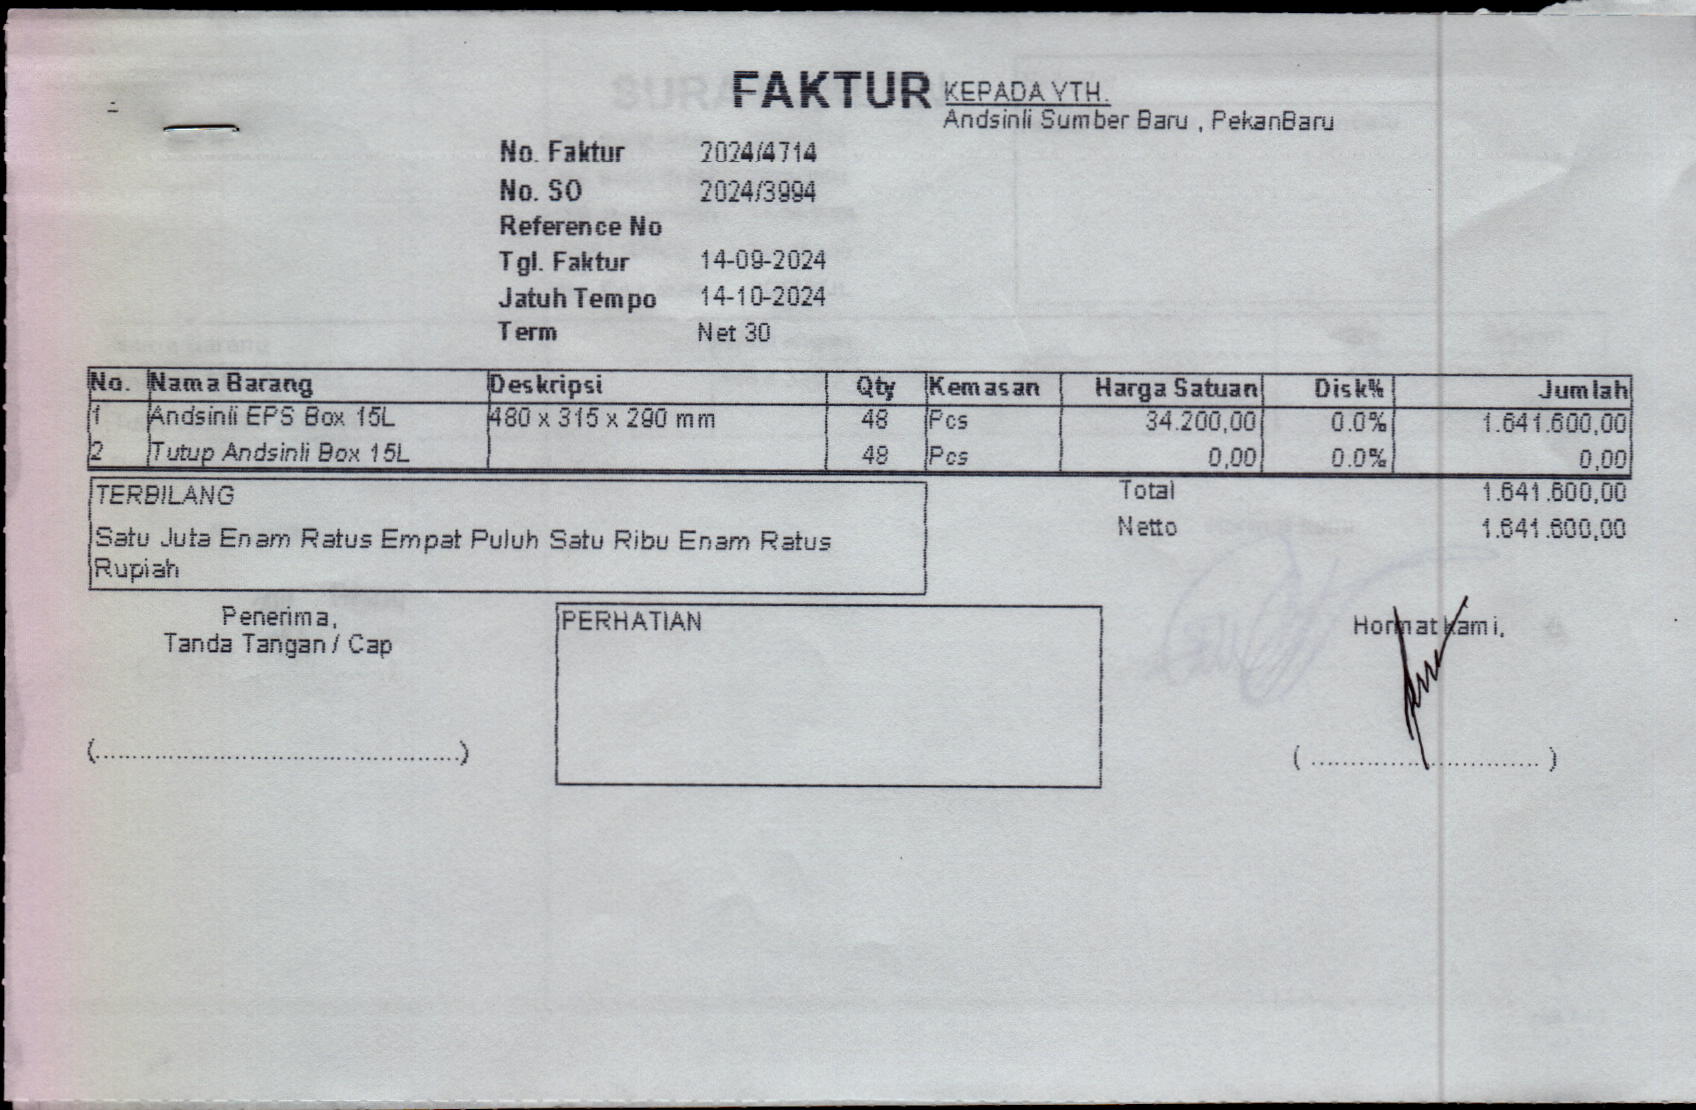 FAKTUR
KEPADA YTH.
Andsinli Sumber Baru , PekanBaru
No. Faktur 2024/4714
No. SO 2024/3994
Reference No
Tgl. Faktur 14-09-2024
Jatuh Tempo 14-10-2024
Term Net 30
No. Nama Barang Deskripsi Qty Kemasan Harga Satuan Disk% Jumlah
1 Andsinli EPS Box 15L 480 x 315 x 290 mm 48 Pcs 34.200,00 0.0% 1.641.600,00
2 Tutup Andsinli Box 15L 48 Pcs 0,00 0.0% 0,00
TERBILANG
Satu Juta Enam Ratus Empat Puluh Satu Ribu Enam Ratus
Rupiah
Total 1.641.600,00
Netto 1.641.600,00
Penerima,
Tanda Tangan / Cap
PERHATIAN
Hormat kami,
(................................................)
( .............................. )